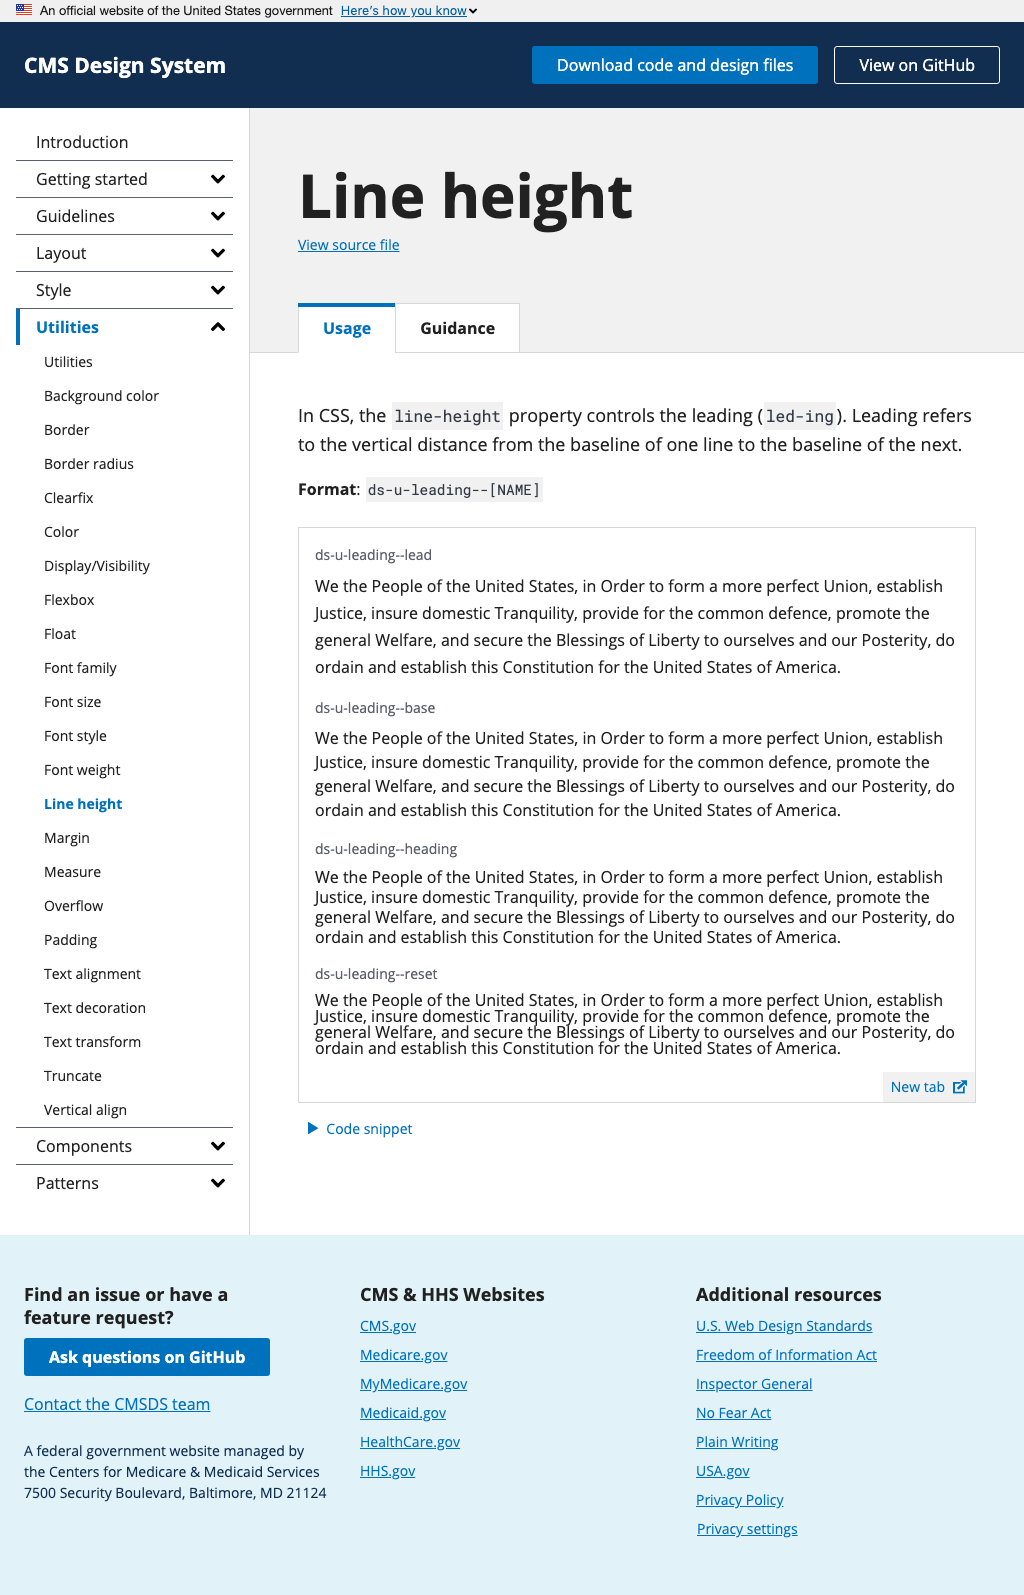 An official website of the United States government Here's how you know
CMS Design System
Download code and design files
View on GitHub
Introduction
Getting started
Guidelines
Layout
Style
Utilities
Utilities
Background color
Border
Border radius
Clearfix
Color
Display/Visibility
Flexbox
Float
Font family
Font size
Font style
Font weight
Line height
Margin
Measure
Overflow
Padding
Text alignment
Text decoration
Text transform
Truncate
Vertical align
Components
Patterns
Line height
View source file
Usage
Guidance
In CSS, the line-height property controls the leading (led-ing). Leading refers
to the vertical distance from the baseline of one line to the baseline of the next.
Format: ds-u-leading--[NAME]
ds-u-leading--lead
We the People of the United States, in Order to form a more perfect Union, establish
Justice, insure domestic Tranquility, provide for the common defence, promote the
general Welfare, and secure the Blessings of Liberty to ourselves and our Posterity, do
ordain and establish this Constitution for the United States of America.
ds-u-leading--base
We the People of the United States, in Order to form a more perfect Union, establish
Justice, insure domestic Tranquility, provide for the common defence, promote the
general Welfare, and secure the Blessings of Liberty to ourselves and our Posterity, do
ordain and establish this Constitution for the United States of America.
ds-u-leading--heading
We the People of the United States, in Order to form a more perfect Union, establish
Justice, insure domestic Tranquility, provide for the common defence, promote the
general Welfare, and secure the Blessings of Liberty to ourselves and our Posterity, do
ordain and establish this Constitution for the United States of America.
ds-u-leading--reset
We the People of the United States, in Order to form a more perfect Union, establish
Justice, insure domestic Tranquility, provide for the common defence, promote the
general Welfare, and secure the Blessings of Liberty to ourselves and our Posterity, do
ordain and establish this Constitution for the United States of America.
New tab
Code snippet
Find an issue or have a
feature request?
Ask questions on GitHub
Contact the CMSDS team
A federal government website managed by
the Centers for Medicare & Medicaid Services
7500 Security Boulevard, Baltimore, MD 21124
CMS & HHS Websites
CMS.gov
Medicare.gov
MyMedicare.gov
Medicaid.gov
HealthCare.gov
HHS.gov
Additional resources
U.S. Web Design Standards
Freedom of Information Act
Inspector General
No Fear Act
Plain Writing
USA.gov
Privacy Policy
Privacy settings